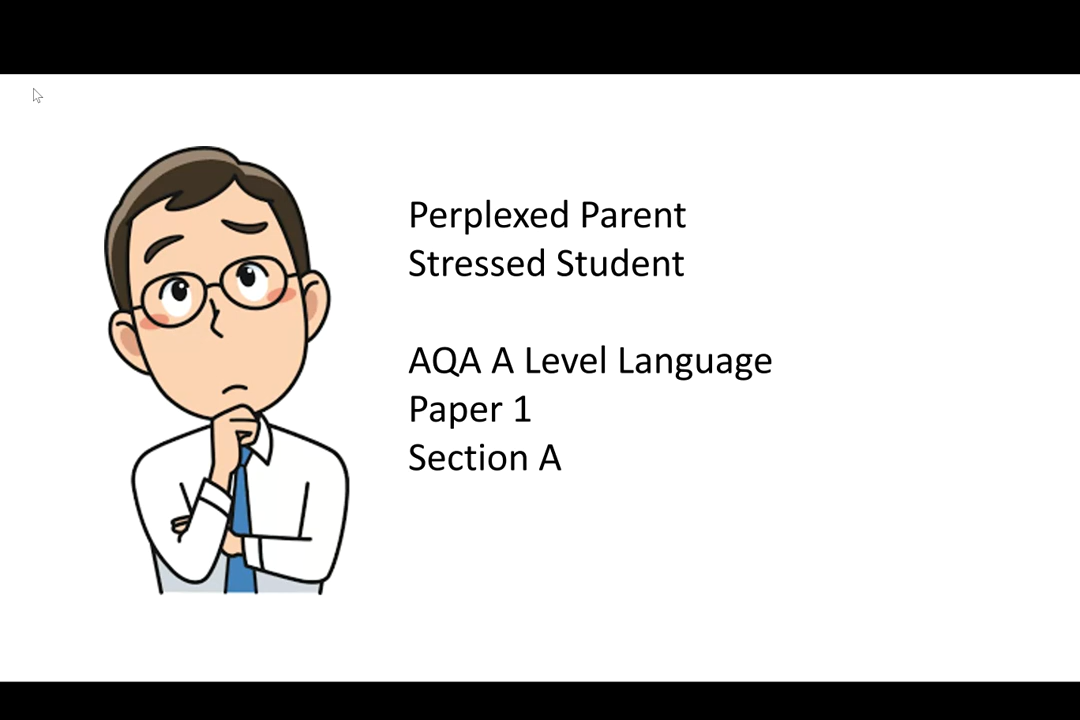 Perplexed Parent
Stressed Student
AQA A Level Language
Paper 1
Section A